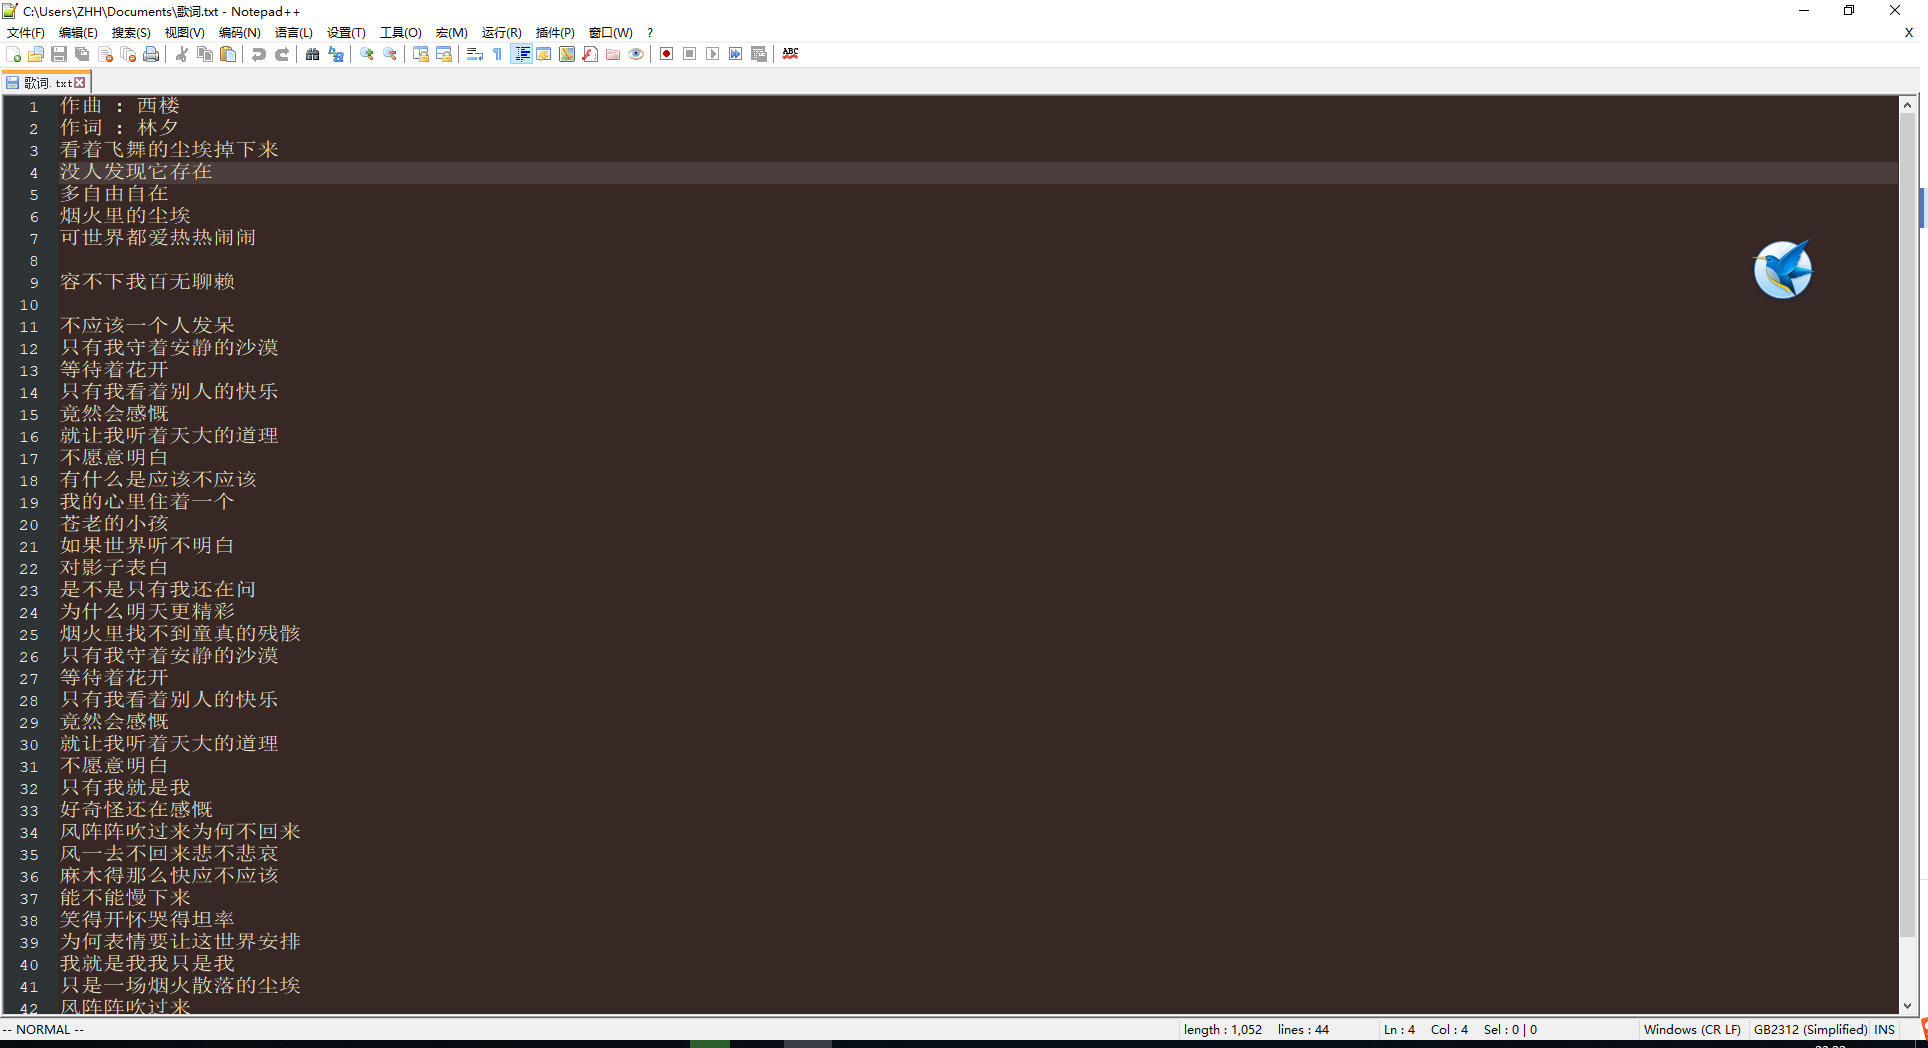 C:\Users\ZHH\Documents\歌词.txt - Notepad++
文件(F) 编辑(E) 搜索(S) 视图(V) 编码(N) 语言(L) 设置(T) 工具(O) 宏(M) 运行(R) 插件(P) 窗口(W) ? X
ABC
歌词.txt
1 作曲 : 西楼
2 作词 : 林夕
3 看着飞舞的尘埃掉下来
4 没人发现它存在
5 多自由自在
6 烟火里的尘埃
7 可世界都爱热热闹闹
8
9 容不下我百无聊赖
10
11 不应该一个人发呆
12 只有我守着安静的沙漠
13 等待着花开
14 只有我看着别人的快乐
15 竟然会感慨
16 就让我听着天大的道理
17 不愿意明白
18 有什么是应该不应该
19 我的心里住着一个
20 苍老的小孩
21 如果世界听不明白
22 对影子表白
23 是不是只有我还在问
24 为什么明天更精彩
25 烟火里找不到童真的残骸
26 只有我守着安静的沙漠
27 等待着花开
28 只有我看着别人的快乐
29 竟然会感慨
30 就让我听着天大的道理
31 不愿意明白
32 只有我就是我
33 好奇怪还在感慨
34 风阵阵吹过来为何不回来
35 风一去不回来悲不悲哀
36 麻木得那么快应不应该
37 能不能慢下来
38 笑得开怀哭得坦率
39 为何表情要让这世界安排
40 我就是我我只是我
41 只是一场烟火散落的尘埃
42 风阵阵吹过来
-- NORMAL -- length : 1,052 lines : 44 Ln : 4 Col : 4 Sel : 0 | 0 Windows (CR LF) GB2312 (Simplified) INS